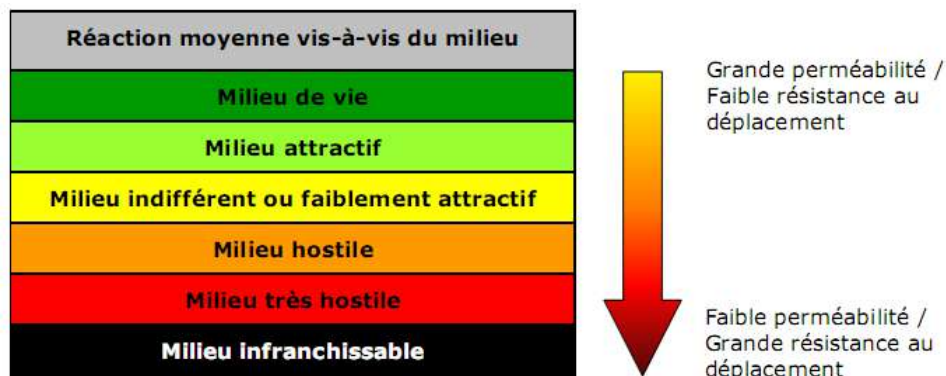 Réaction moyenne vis-à-vis du milieu
Milieu de vie
Milieu attractif
Milieu indifférent ou faiblement attractif
Milieu hostile
Milieu très hostile
Milieu infranchissable
Grande perméabilité /
Faible résistance au
déplacement
Faible perméabilité /
Grande résistance au
déplacement